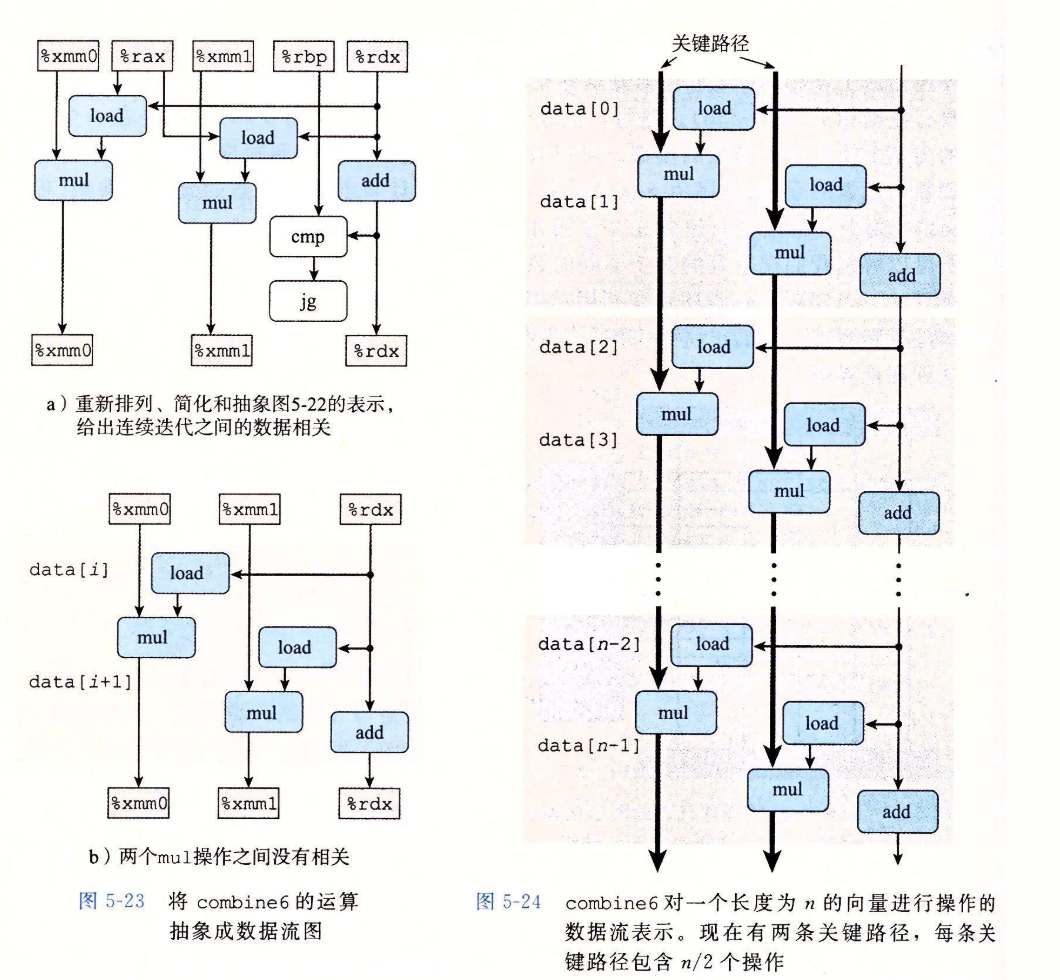 %xmm0 %rax %xmm1 %rbp %rdx
load
load
mul
mul
add
cmp
jg
%xmm0 %xmm1 %rdx
a)重新排列、简化和抽象图5-22的表示，
给出连续迭代之间的数据相关
%xmm0 %xmm1 %rdx
data[i]
load
mul
load
data[i+1]
mul
add
%xmm0 %xmm1 %rdx
b)两个mul操作之间没有相关
图 5-23 将 combine6 的运算
抽象成数据流图
关键路径
data[0]
load
mul
load
data[1]
mul
add
data[2]
load
mul
load
data[3]
mul
add
data[n-2]
load
mul
load
data[n-1]
mul
add
图 5-24 combine6 对一个长度为 n 的向量进行操作的
数据流表示。现在有两条关键路径，每条关
键路径包含 n/2 个操作